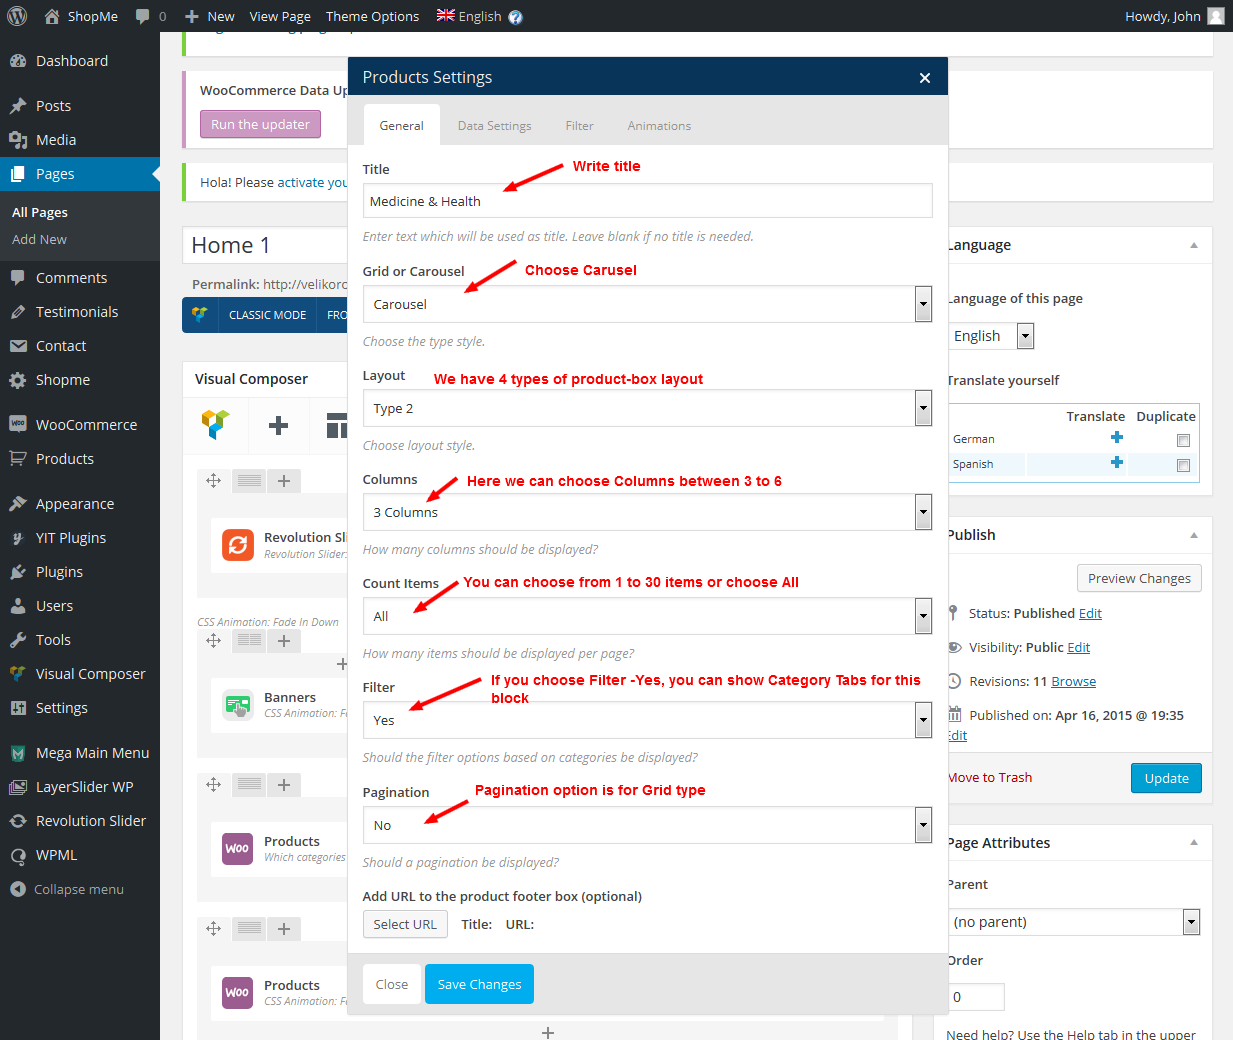 ShopMe
0
New
View Page
Theme Options
English
Howdy, John
Dashboard
Posts
Media
Pages
All Pages
Add New
Comments
Testimonials
Contact
Shopme
WooCommerce
Products
Appearance
YIT Plugins
Plugins
Users
Tools
Visual Composer
Settings
Mega Main Menu
LayerSlider WP
Revolution Slider
WPML
Collapse menu
WooCommerce Data Up
Run the updater
Hola! Please activate you
Home 1
Permalink: http://velikoro
CLASSIC MODE
FRO
Visual Composer
Revolution Sli
Revolution Slider:
CSS Animation: Fade In Down
Banners
CSS Animation: Fa
Woo
Products
Which categories
Woo
Products
CSS Animation: F
Products Settings
General
Data Settings
Filter
Animations
Title
Write title
Medicine & Health
Enter text which will be used as title. Leave blank if no title is needed.
Grid or Carousel
Choose Carusel
Carousel
Choose the type style.
Layout
We have 4 types of product-box layout
Type 2
Choose layout style.
Columns
Here we can choose Columns between 3 to 6
3 Columns
How many columns should be displayed?
Count Items
You can choose from 1 to 30 items or choose All
All
How many items should be displayed per page?
Filter
If you choose Filter -Yes, you can show Category Tabs for this
block
Yes
Should the filter options based on categories be displayed?
Pagination
Pagination option is for Grid type
No
Should a pagination be displayed?
Add URL to the product footer box (optional)
Select URL
Title:
URL:
Close
Save Changes
Language
Language of this page
English
Translate yourself
Translate
Duplicate
German
Spanish
Publish
Preview Changes
Status: Published Edit
Visibility: Public Edit
Revisions: 11 Browse
Published on: Apr 16, 2015 @ 19:35
Edit
Move to Trash
Update
Page Attributes
Parent
(no parent)
Order
0
Need help? Use the Help tab in the upper